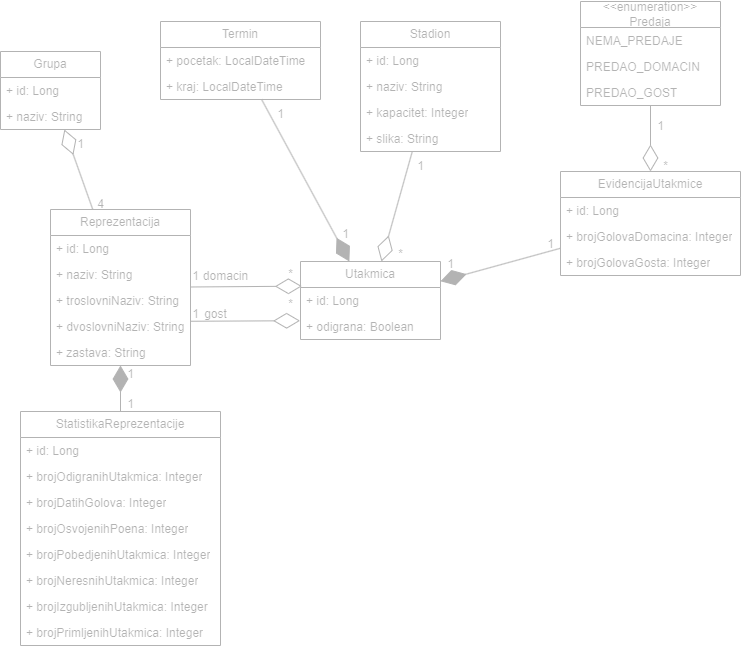 <<enumeration>>
Predaja
NEMA_PREDAJE
PREDAO_DOMACIN
PREDAO_GOST
1
*
Termin
+ pocetak: LocalDateTime
+ kraj: LocalDateTime
1
1
Stadion
+ id: Long
+ naziv: String
+ kapacitet: Integer
+ slika: String
1
*
Grupa
+ id: Long
+ naziv: String
1
4
EvidencijaUtakmice
+ id: Long
+ brojGolovaDomacina: Integer
+ brojGolovaGosta: Integer
1
1
Reprezentacija
+ id: Long
+ naziv: String
+ troslovniNaziv: String
+ dvoslovniNaziv: String
+ zastava: String
1 domacin
*
1 gost
*
Utakmica
+ id: Long
+ odigrana: Boolean
1
1
StatistikaReprezentacije
+ id: Long
+ brojOdigranihUtakmica: Integer
+ brojDatihGolova: Integer
+ brojOsvojenihPoena: Integer
+ brojPobedjenihUtakmica: Integer
+ brojNeresnihUtakmica: Integer
+ brojIzgubljenihUtakmica: Integer
+ brojPrimljenihUtakmica: Integer